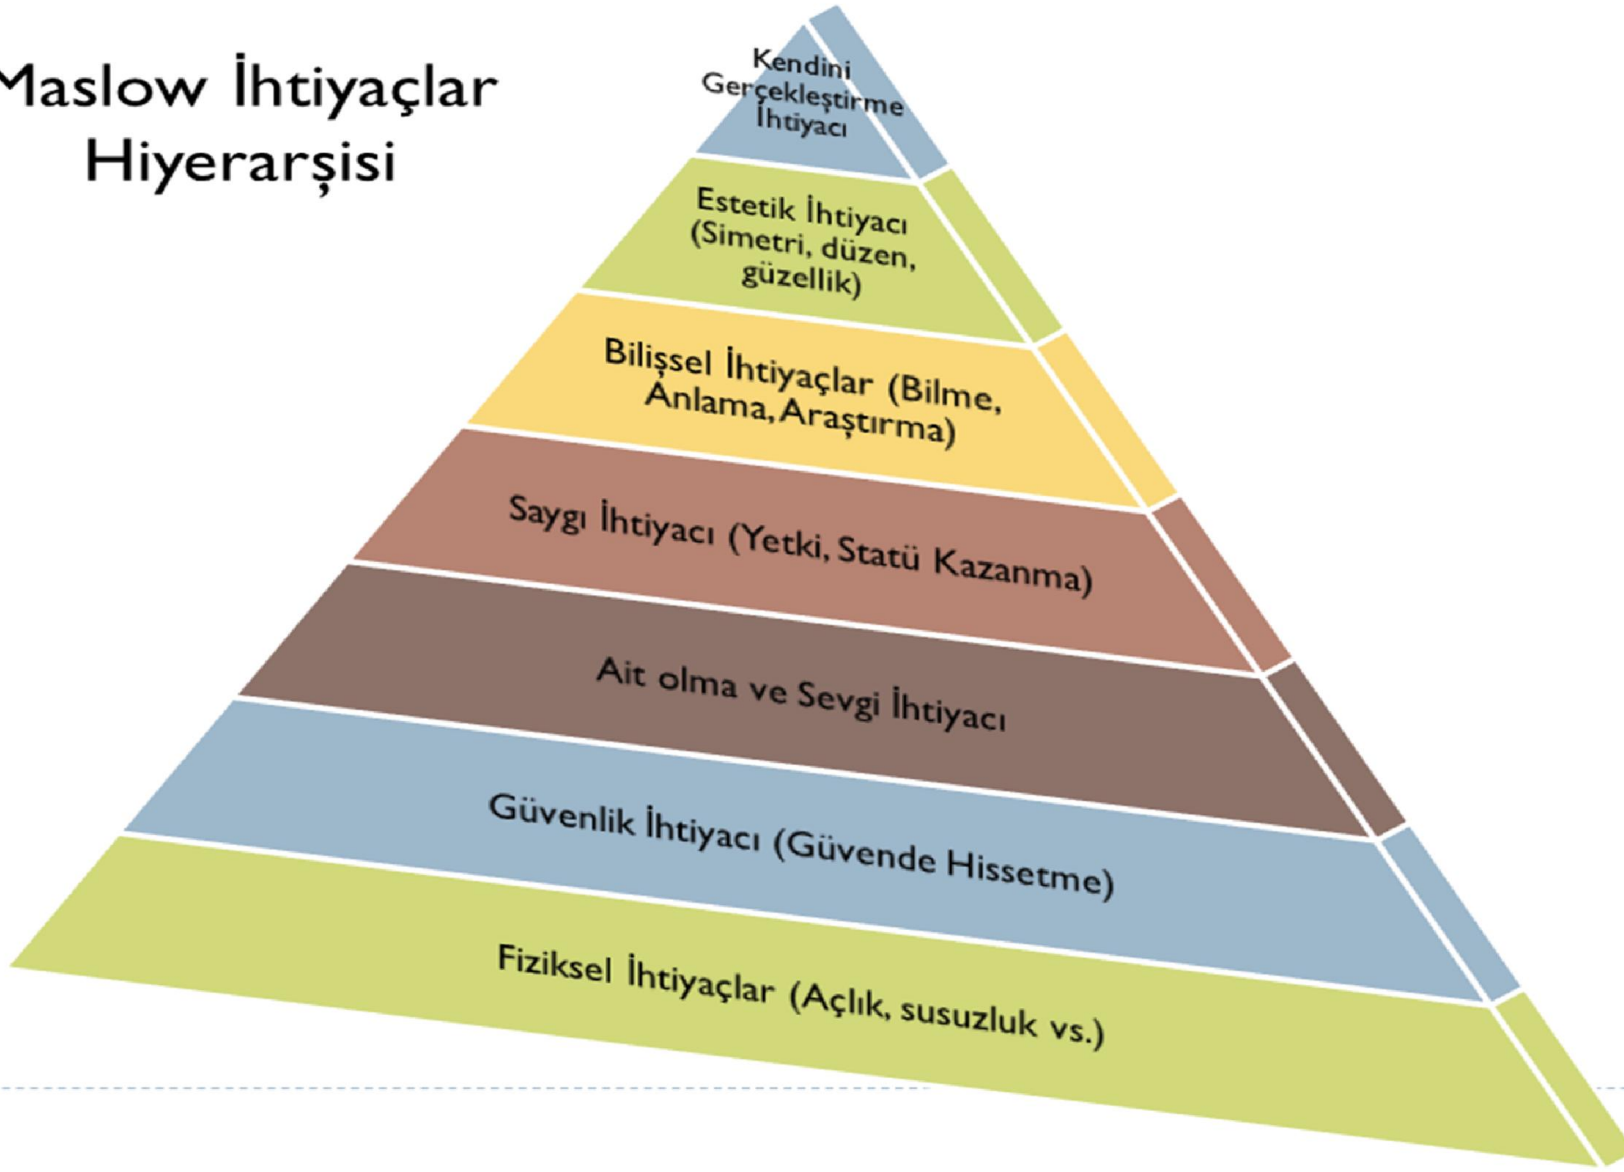 Maslow İhtiyaçlar
Hiyerarşisi
Kendini
Gerçekleştirme
İhtiyacı
Estetik İhtiyacı
(Simetri, düzen,
güzellik)
Bilişsel İhtiyaçlar (Bilme,
Anlama, Araştırma)
Saygı İhtiyacı (Yetki, Statü Kazanma)
Ait olma ve Sevgi İhtiyacı
Güvenlik İhtiyacı (Güvende Hissetme)
Fiziksel İhtiyaçlar (Açlık, susuzluk vs.)